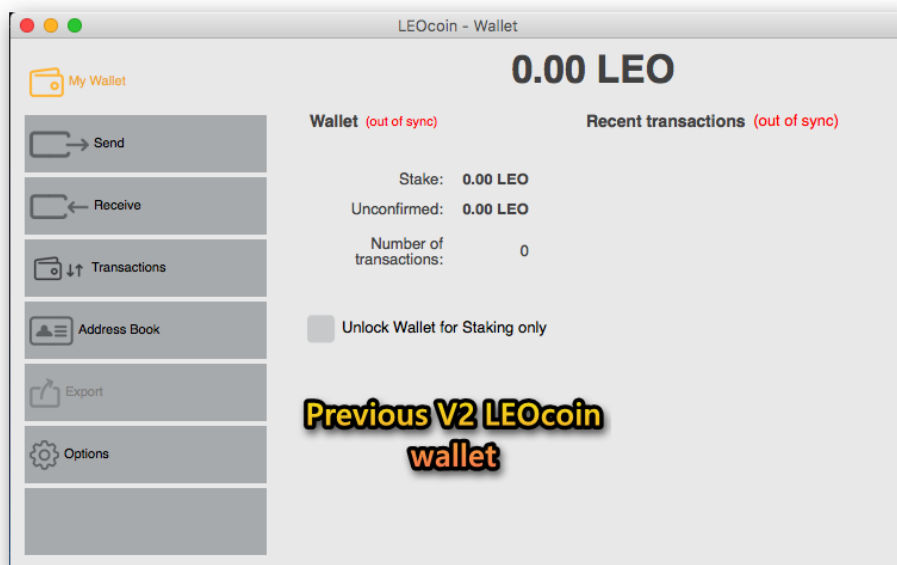 LEOcoin - Wallet
My Wallet
0.00 LEO
Send
Receive
Transactions
Address Book
Export
Options
Wallet (out of sync)
Recent transactions (out of sync)
Stake: 0.00 LEO
Unconfirmed: 0.00 LEO
Number of
transactions: 0
Unlock Wallet for Staking only
Previous V2 LEOcoin
wallet